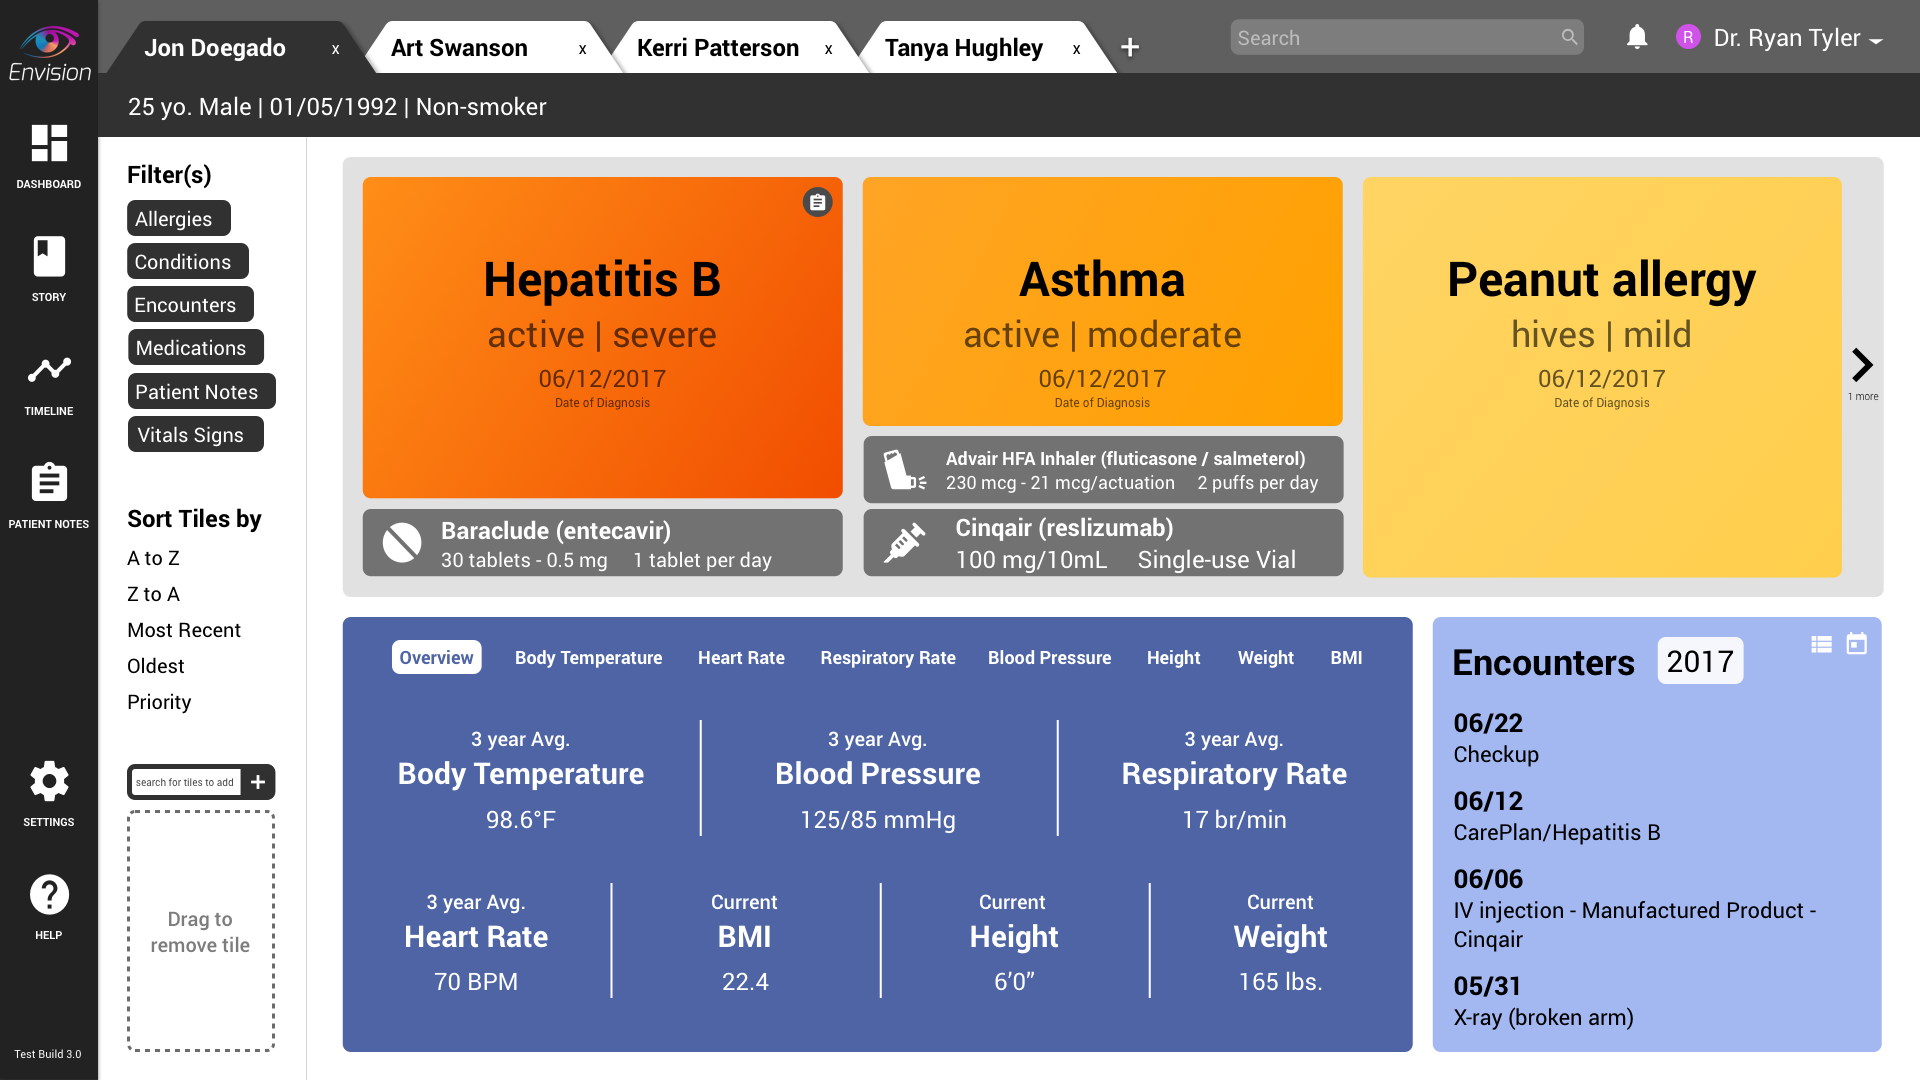 Envision
Jon Doegado x
Art Swanson x
Kerri Patterson x
Tanya Hughley x
+
Search
R Dr. Ryan Tyler
25 yo. Male | 01/05/1992 | Non-smoker
DASHBOARD
STORY
TIMELINE
PATIENT NOTES
SETTINGS
HELP
Test Build 3.0
Filter(s)
Allergies
Conditions
Encounters
Medications
Patient Notes
Vitals Signs
Sort Tiles by
A to Z
Z to A
Most Recent
Oldest
Priority
search for tiles to add +
Drag to
remove tile
Hepatitis B
active | severe
06/12/2017
Date of Diagnosis
Baraclude (entecavir)
30 tablets - 0.5 mg 1 tablet per day
Asthma
active | moderate
06/12/2017
Date of Diagnosis
Advair HFA Inhaler (fluticasone / salmeterol)
230 mcg - 21 mcg/actuation 2 puffs per day
Cinqair (reslizumab)
100 mg/10mL Single-use Vial
Peanut allergy
hives | mild
06/12/2017
Date of Diagnosis
1 more
Overview Body Temperature Heart Rate Respiratory Rate Blood Pressure Height Weight BMI
3 year Avg.
Body Temperature
98.6°F
3 year Avg.
Blood Pressure
125/85 mmHg
3 year Avg.
Respiratory Rate
17 br/min
3 year Avg.
Heart Rate
70 BPM
Current
BMI
22.4
Current
Height
6’0”
Current
Weight
165 lbs.
Encounters 2017
06/22
Checkup
06/12
CarePlan/Hepatitis B
06/06
IV injection - Manufactured Product -
Cinqair
05/31
X-ray (broken arm)